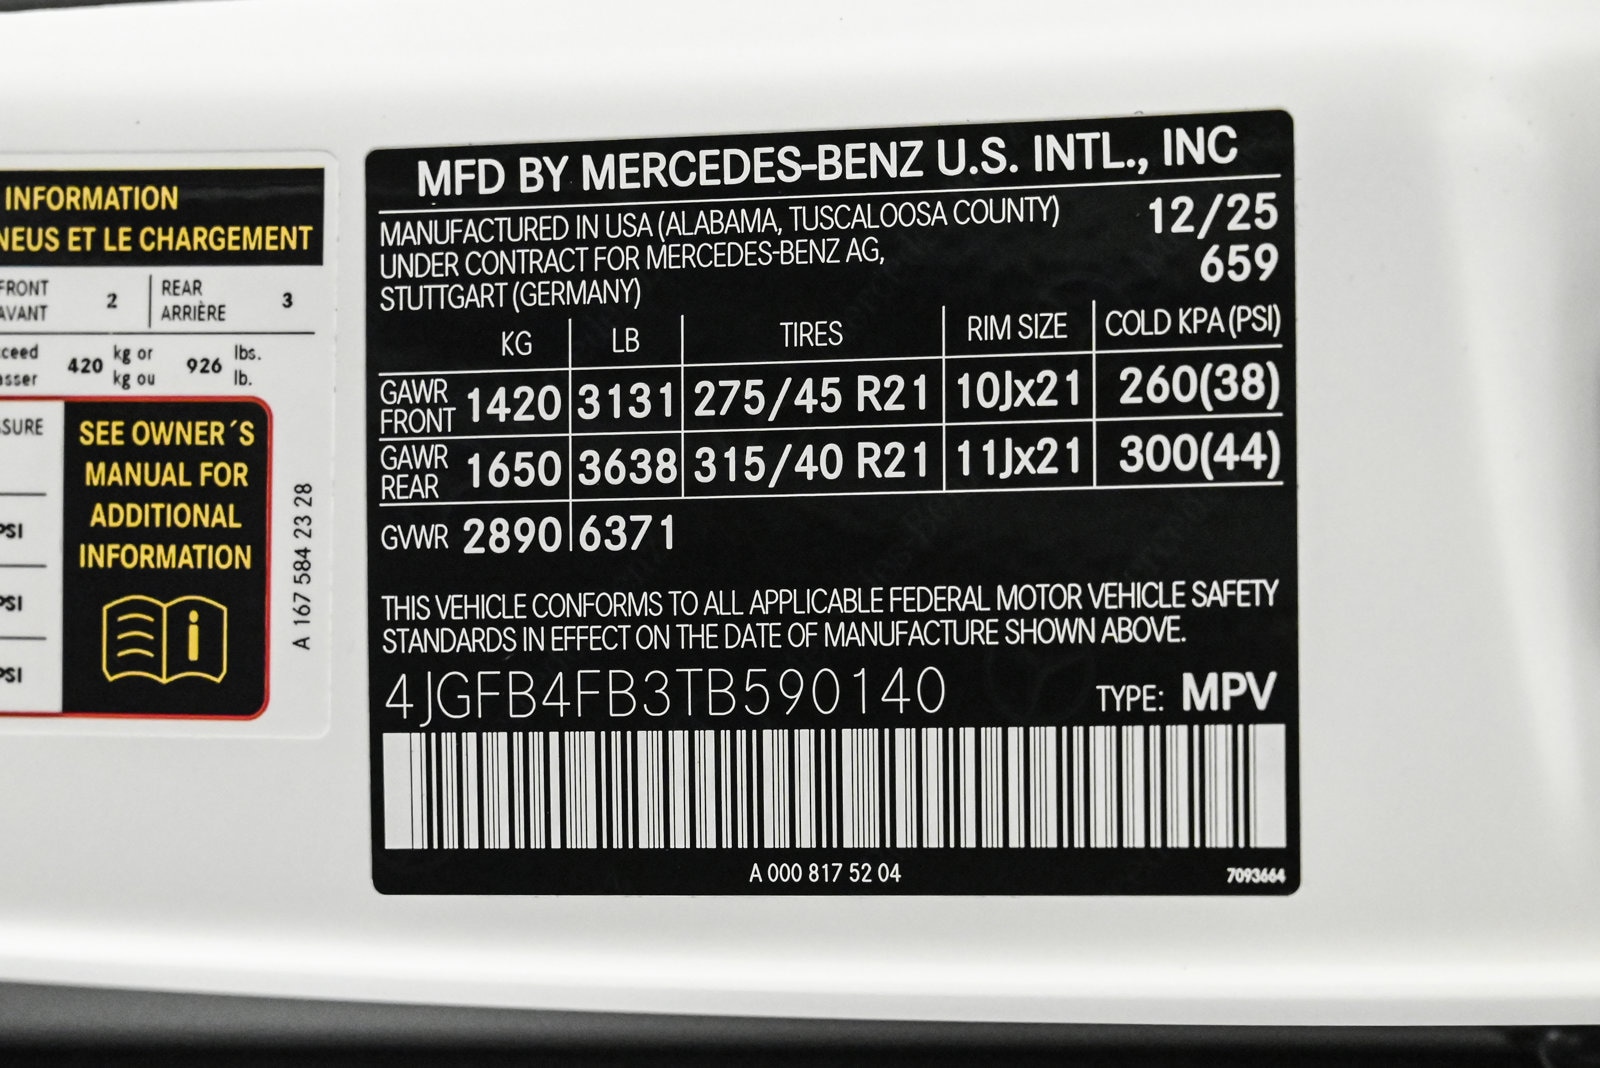 INFORMATION
NEUS ET LE CHARGEMENT
FRONT 2 REAR 3
AVANT ARRIÈRE
420 kg or 926 lbs.
kg ou lb.
SEE OWNER´S
MANUAL FOR
ADDITIONAL
INFORMATION
PSI
PSI
PSI
A 167 584 23 28
MFD BY MERCEDES-BENZ U.S. INTL., INC
MANUFACTURED IN USA (ALABAMA, TUSCALOOSA COUNTY) 12/25
UNDER CONTRACT FOR MERCEDES-BENZ AG, 659
STUTTGART (GERMANY)
KG LB TIRES RIM SIZE COLD KPA (PSI)
GAWR FRONT 1420 3131 275/45 R21 10Jx21 260(38)
GAWR REAR 1650 3638 315/40 R21 11Jx21 300(44)
GVWR 2890 6371
THIS VEHICLE CONFORMS TO ALL APPLICABLE FEDERAL MOTOR VEHICLE SAFETY
STANDARDS IN EFFECT ON THE DATE OF MANUFACTURE SHOWN ABOVE.
4JGFB4FB3TB590140 TYPE: MPV
A 000 817 52 04 7093664